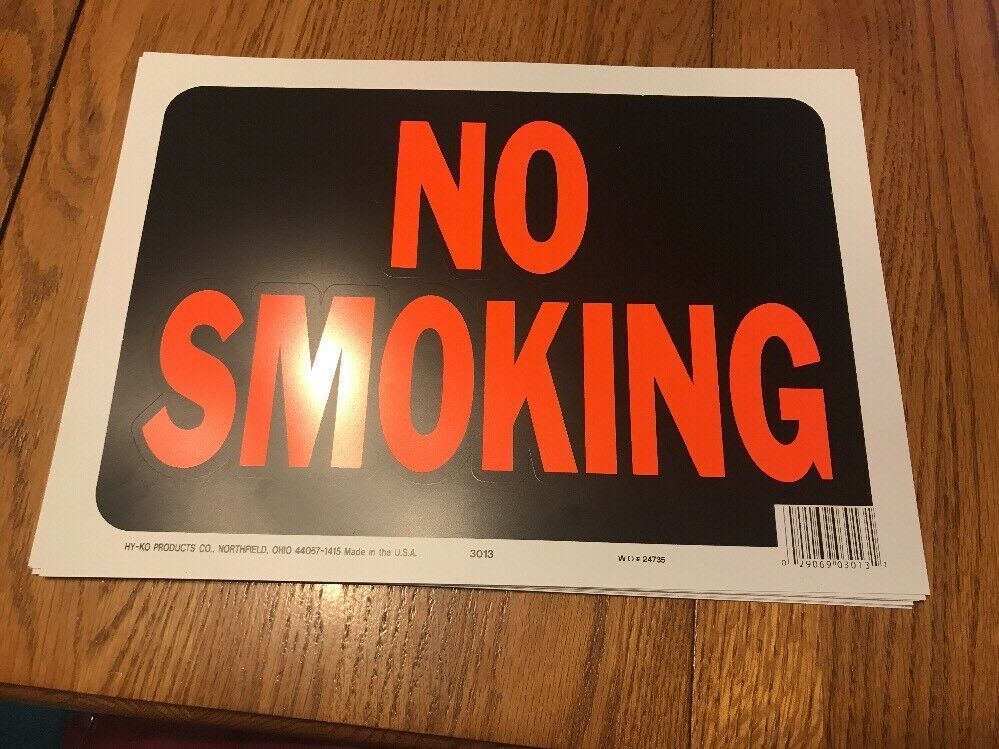 NO
SMOKING
HY-KO PRODUCTS CO., NORTHFIELD, OHIO 44067-1415 Made in the U.S.A. 3013 W O # 24735
0 29069 03013 1